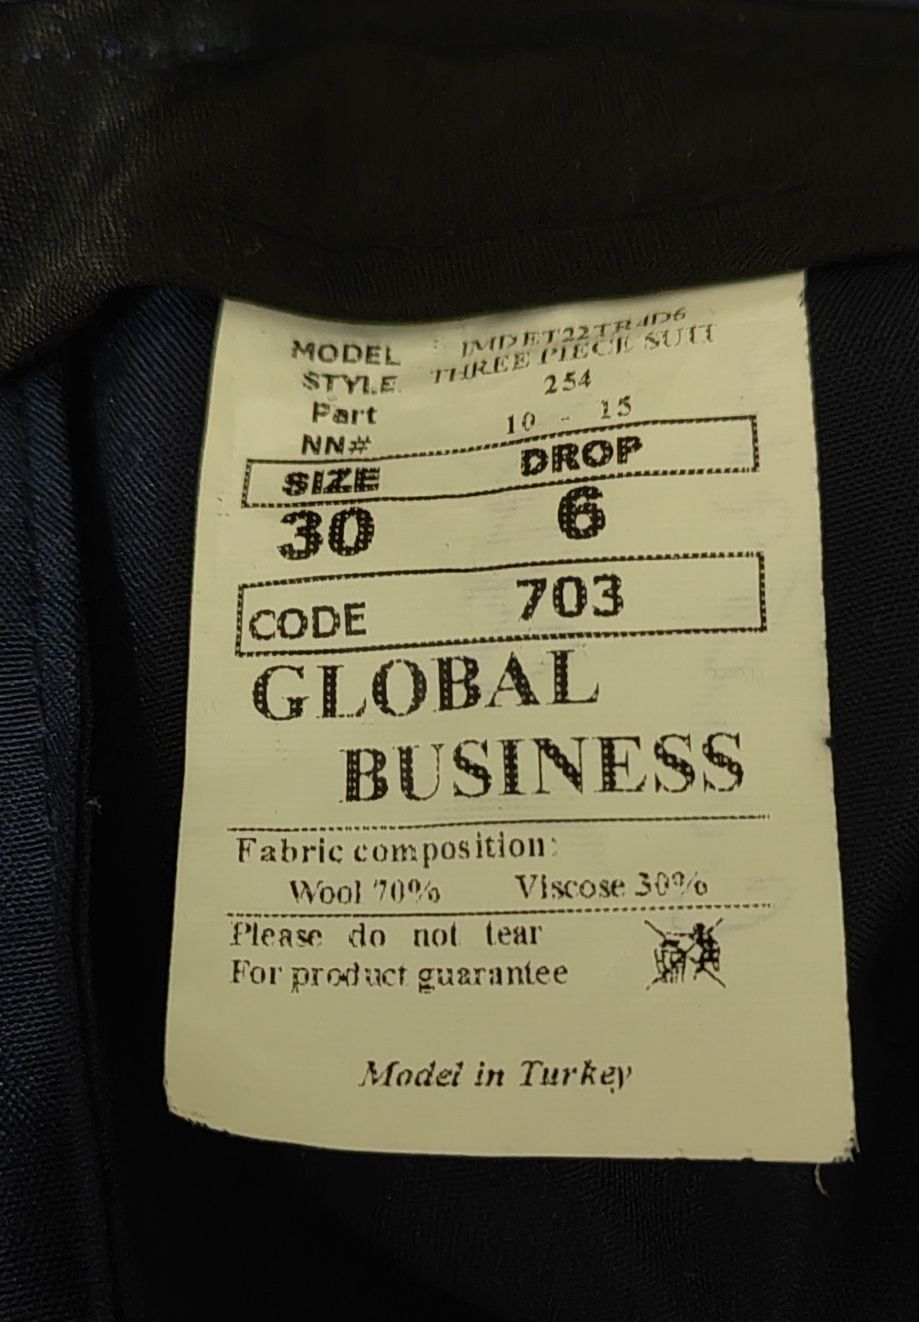 MODEL : JMDET22TR4D6
STYLE THREE PIECE SUIT
Part 254
NN# 10 - 15
SIZE DROP
30 6
CODE 703
GLOBAL
BUSINESS
Fabric composition:
Wool 70% Viscose 30%
Please do not tear
For product guarantee
Model in Turkey